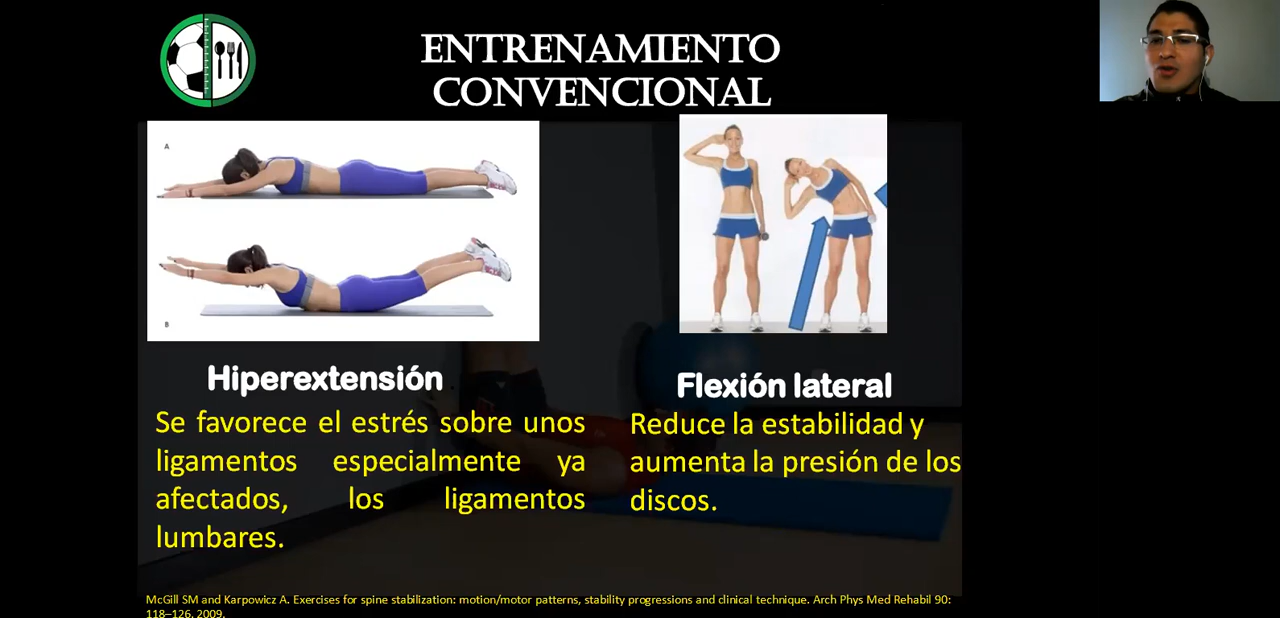 ENTRENAMIENTO
CONVENCIONAL
A
B
Hiperextensión
Se favorece el estrés sobre unos
ligamentos especialmente ya
afectados, los ligamentos
lumbares.
Flexión lateral
Reduce la estabilidad y
aumenta la presión de los
discos.
McGill SM and Karpowicz A. Exercises for spine stabilization: motion/motor patterns, stability progressions and clinical technique. Arch Phys Med Rehabil 90:
118–126, 2009.